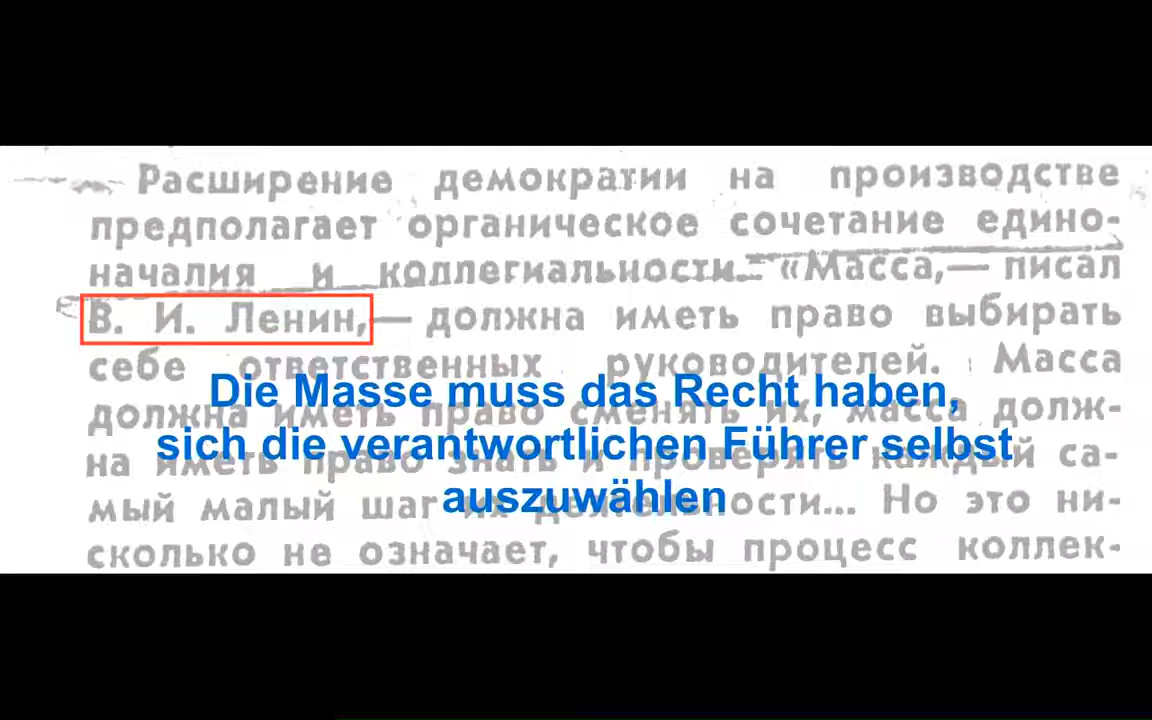 Расширение демократии на производстве
предполагает органическое сочетание едино-
началия и коллегиальности. «Масса,— писал
В. И. Ленин,— должна иметь право выбирать
себе ответственных руководителей. Масса
должна иметь право сменять их, масса долж-
на иметь право знать и проверять каждый са-
мый малый шаг их деятельности... Но это ни-
сколько не означает, чтобы процесс коллек-
Die Masse muss das Recht haben,
sich die verantwortlichen Führer selbst
auszuwählen